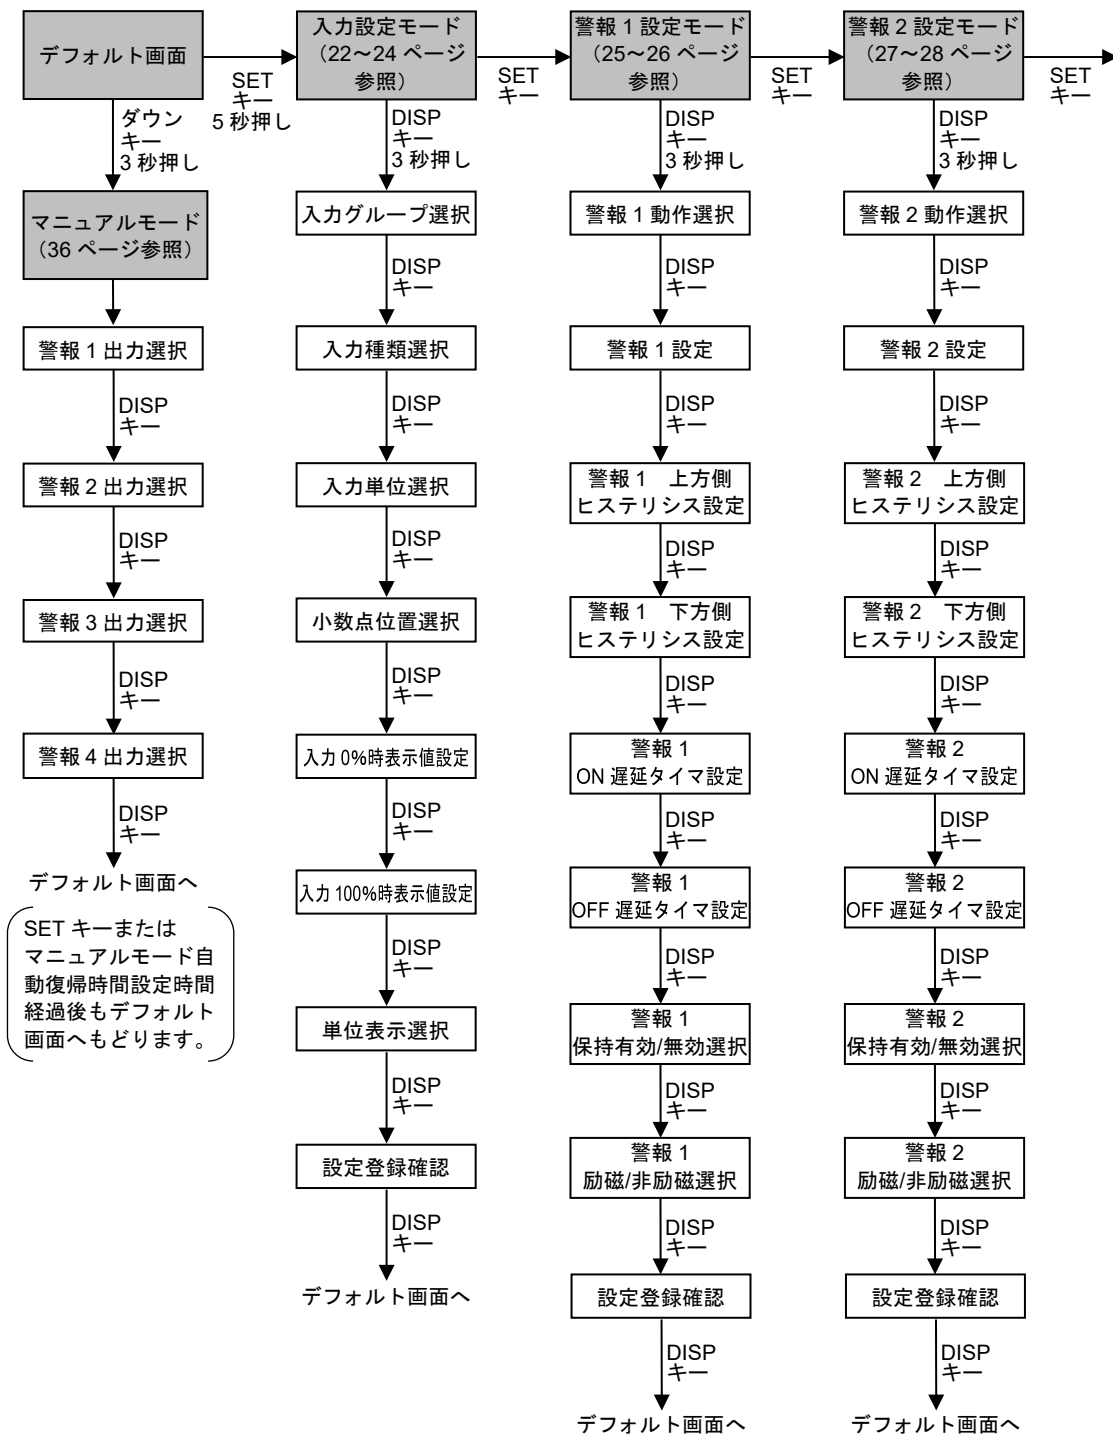 デフォルト画面
SET
キー
5 秒押し
ダウン
キー
3 秒押し
マニュアルモード
(36 ページ参照)
警報 1 出力選択
DISP
キー
警報 2 出力選択
DISP
キー
警報 3 出力選択
DISP
キー
警報 4 出力選択
DISP
キー
デフォルト画面へ
SET キーまたは
マニュアルモード自
動復帰時間設定時間
経過後もデフォルト
画面へもどります。
入力設定モード
(22～24 ページ
参照)
SET
キー
DISP
キー
3 秒押し
入力グループ選択
DISP
キー
入力種類選択
DISP
キー
入力単位選択
DISP
キー
小数点位置選択
DISP
キー
入力 0%時表示値設定
DISP
キー
入力 100%時表示値設定
DISP
キー
単位表示選択
DISP
キー
設定登録確認
DISP
キー
デフォルト画面へ
警報 1 設定モード
(25～26 ページ
参照)
SET
キー
DISP
キー
3 秒押し
警報 1 動作選択
DISP
キー
警報 1 設定
DISP
キー
警報 1　上方側
ヒステリシス設定
DISP
キー
警報 1　下方側
ヒステリシス設定
DISP
キー
警報 1
ON 遅延タイマ設定
DISP
キー
警報 1
OFF 遅延タイマ設定
DISP
キー
警報 1
保持有効/無効選択
DISP
キー
警報 1
励磁/非励磁選択
DISP
キー
設定登録確認
DISP
キー
デフォルト画面へ
警報 2 設定モード
(27～28 ページ
参照)
SET
キー
DISP
キー
3 秒押し
警報 2 動作選択
DISP
キー
警報 2 設定
DISP
キー
警報 2　上方側
ヒステリシス設定
DISP
キー
警報 2　下方側
ヒステリシス設定
DISP
キー
警報 2
ON 遅延タイマ設定
DISP
キー
警報 2
OFF 遅延タイマ設定
DISP
キー
警報 2
保持有効/無効選択
DISP
キー
警報 2
励磁/非励磁選択
DISP
キー
設定登録確認
DISP
キー
デフォルト画面へ